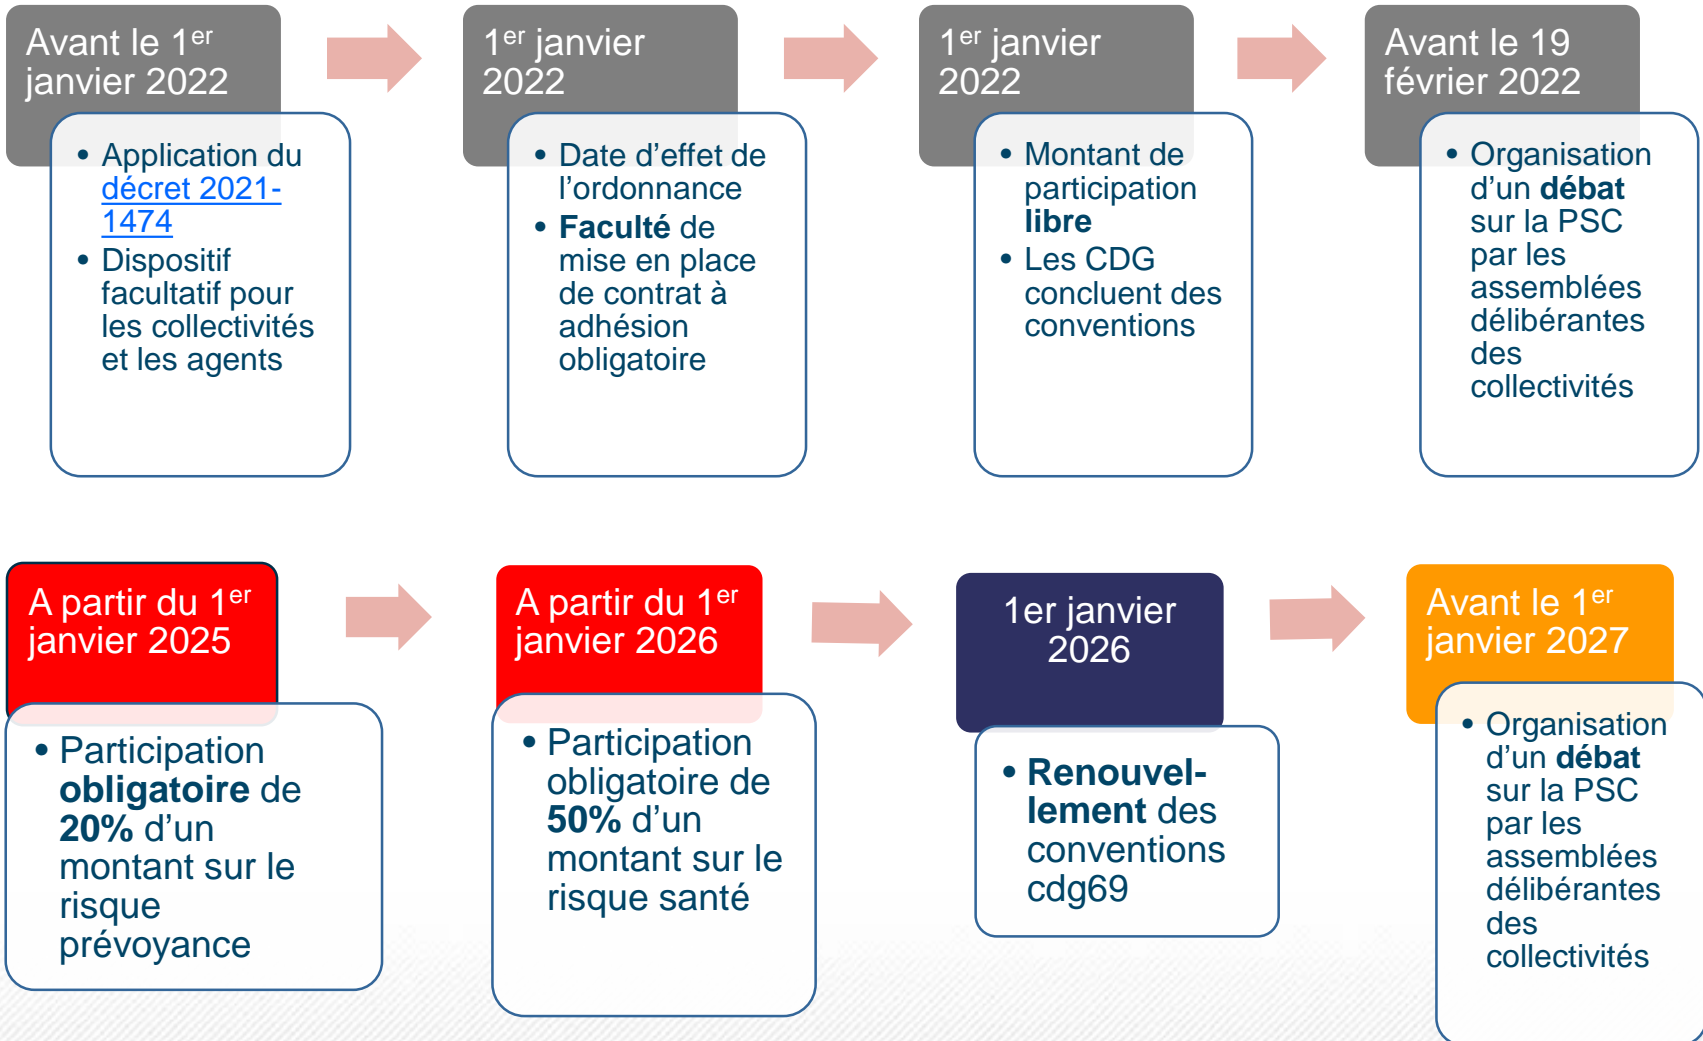 Avant le 1er
janvier 2022
• Application du
décret 2021-
1474
• Dispositif
facultatif pour
les collectivités
et les agents
1er janvier
2022
• Date d’effet de
l’ordonnance
• Faculté de
mise en place
de contrat à
adhésion
obligatoire
1er janvier
2022
• Montant de
participation
libre
• Les CDG
concluent des
conventions
Avant le 19
février 2022
• Organisation
d’un débat
sur la PSC
par les
assemblées
délibérantes
des
collectivités
A partir du 1er
janvier 2025
• Participation
obligatoire de
20% d’un
montant sur le
risque
prévoyance
A partir du 1er
janvier 2026
• Participation
obligatoire de
50% d’un
montant sur le
risque santé
1er janvier
2026
• Renouvel-
lement des
conventions
cdg69
Avant le 1er
janvier 2027
• Organisation
d’un débat
sur la PSC
par les
assemblées
délibérantes
des
collectivités